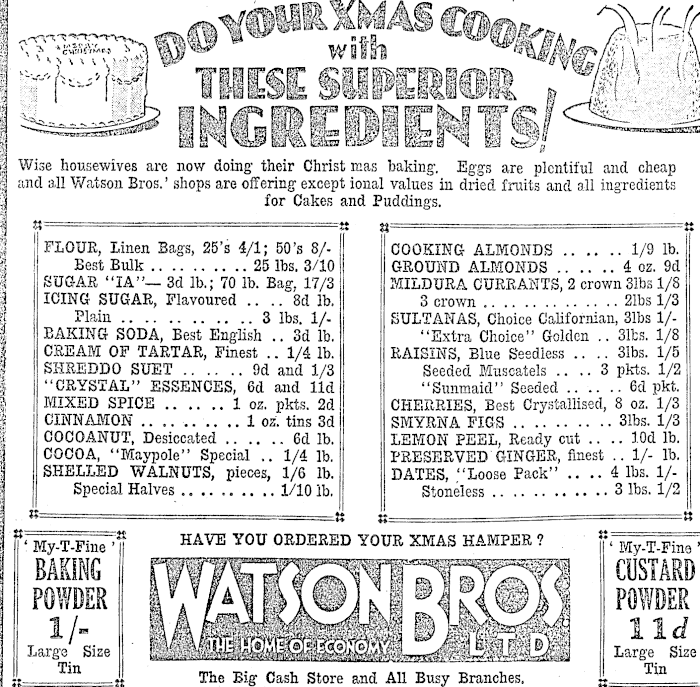 MERRY
CHRISTMAS
DO YOUR XMAS COOKING
with
THESE SUPERIOR
INGREDIENTS!
Wise housewives are now doing their Christ mas baking. Eggs are plentiful and cheap
and all Watson Bros.' shops are offering except ional values in dried fruits and all ingredients
for Cakes and Puddings.
FLOUR, Linen Bags, 25's 4/1; 50's 8/-
Best Bulk .. .. .. .. .. 25 lbs. 3/10
SUGAR "IA"— 3d lb.; 70 lb. Bag, 17/3
ICING SUGAR, Flavoured .. .. 8d lb.
Plain .. .. .. .. .. .. 3 lbs. 1/-
BAKING SODA, Best English .. 3d lb.
CREAM OF TARTAR, Finest .. 1/4 lb.
SHREDDO SUET .. .. .. 9d and 1/3
"CRYSTAL" ESSENCES, 6d and 11d
MIXED SPICE .. .. .. 1 oz. pkts. 2d
CINNAMON .. .. .. .. 1 oz. tins 3d
COCOANUT, Desiccated .. .. .. 6d lb.
COCOA, "Maypole" Special .. 1/4 lb.
SHELLED WALNUTS, pieces, 1/6 lb.
Special Halves .. .. .. .. .. 1/10 lb.
COOKING ALMONDS .. .. .. 1/9 lb.
GROUND ALMONDS .. .. .. 4 oz. 9d
MILDURA CURRANTS, 2 crown 3lbs 1/8
3 crown .. .. .. .. .. .. 2lbs 1/3
SULTANAS, Choice Californian, 3lbs 1/-
"Extra Choice" Golden .. 3lbs. 1/8
RAISINS, Blue Seedless .. .. 3lbs. 1/5
Seeded Muscatels .. .. 3 pkts. 1/2
"Sunmaid" Seeded .. .. .. 6d pkt.
CHERRIES, Best Crystallised, 8 oz. 1/3
SMYRNA FIGS .. .. .. .. 3lbs. 1/3
LEMON PEEL, Ready cut .. .. 10d lb.
PRESERVED GINGER, finest .. 1/- lb.
DATES, "Loose Pack" .. .. 4 lbs. 1/-
Stoneless .. .. .. .. .. 3 lbs. 1/2
'My-T-Fine'
BAKING
POWDER
1/-
Large Size
Tin
HAVE YOU ORDERED YOUR XMAS HAMPER?
WATSON BROS.
THE HOME OF ECONOMY LTD
The Big Cash Store and All Busy Branches.
'My-T-Fine'
CUSTARD
POWDER
11d
Large Size
Tin